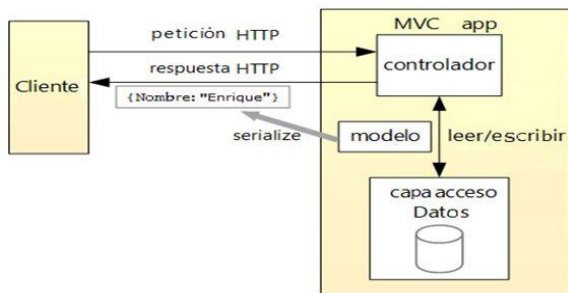 petición HTTP
MVC app
controlador
respuesta HTTP
Cliente
{Nombre:"Enrique"}
serialize
modelo
leer/escribir
capa acceso
Datos